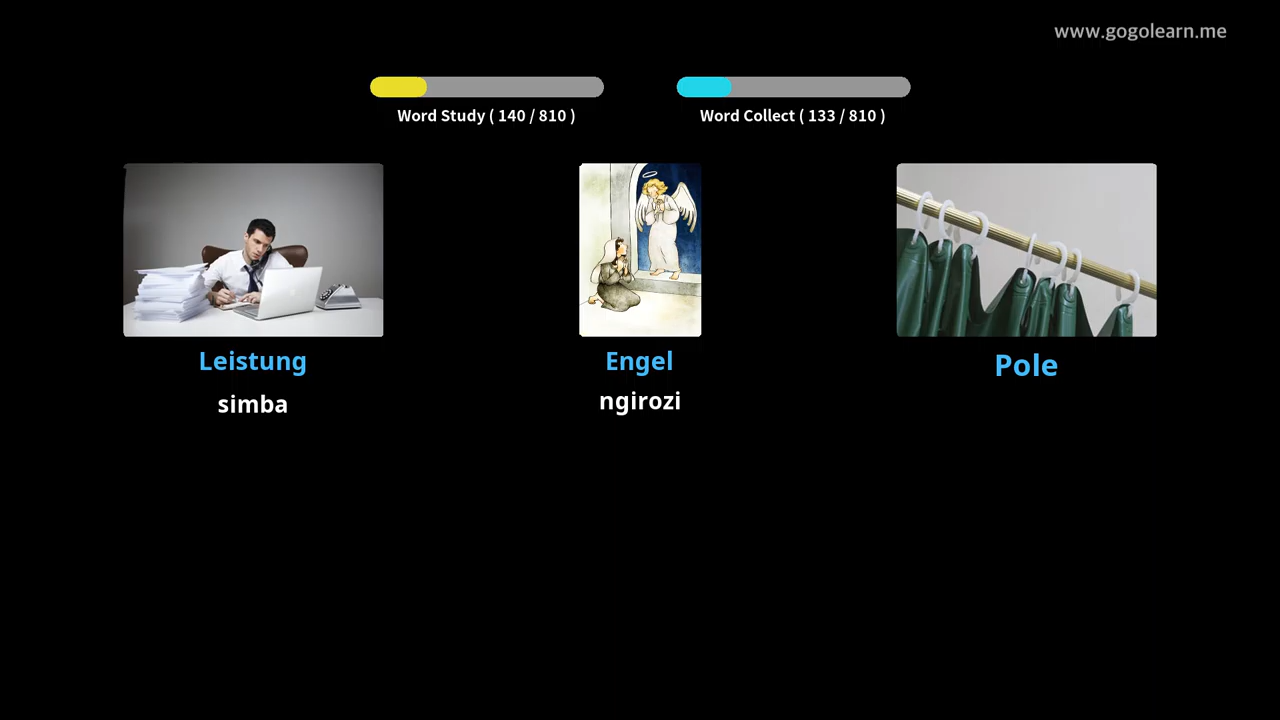 www.gogolearn.me
Word Study ( 140 / 810 )
Word Collect ( 133 / 810 )
Leistung
simba
Engel
ngirozi
Pole